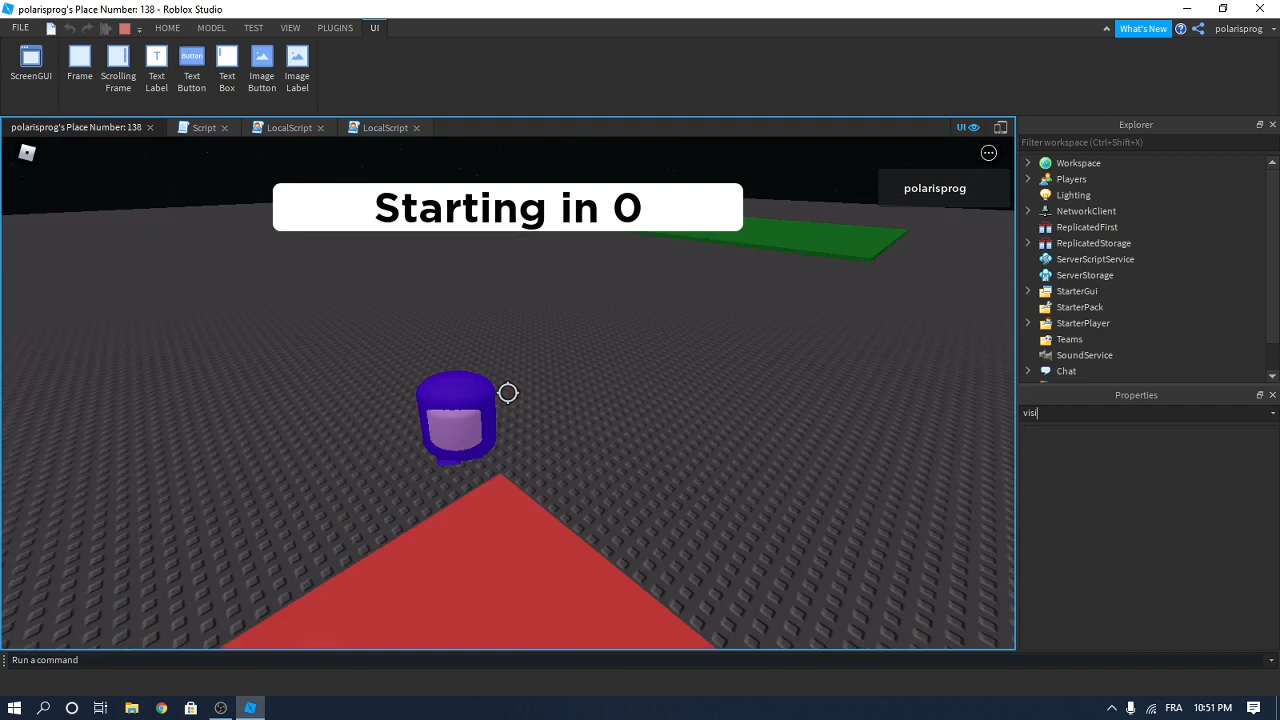 polarisprog's Place Number: 138 - Roblox Studio
FILE HOME MODEL TEST VIEW PLUGINS UI What's New polarisprog
ScreenGUI Frame Scrolling Frame Text Label Text Button Text Box Image Button Image Label
T Button
polarisprog's Place Number: 138 Script LocalScript LocalScript UI
Explorer
Filter workspace (Ctrl+Shift+X)
Workspace
Players
Lighting
NetworkClient
ReplicatedFirst
ReplicatedStorage
ServerScriptService
ServerStorage
StarterGui
StarterPack
StarterPlayer
Teams
SoundService
Chat
Starting in 0
polarisprog
Properties
visi
Run a command
FRA 10:51 PM